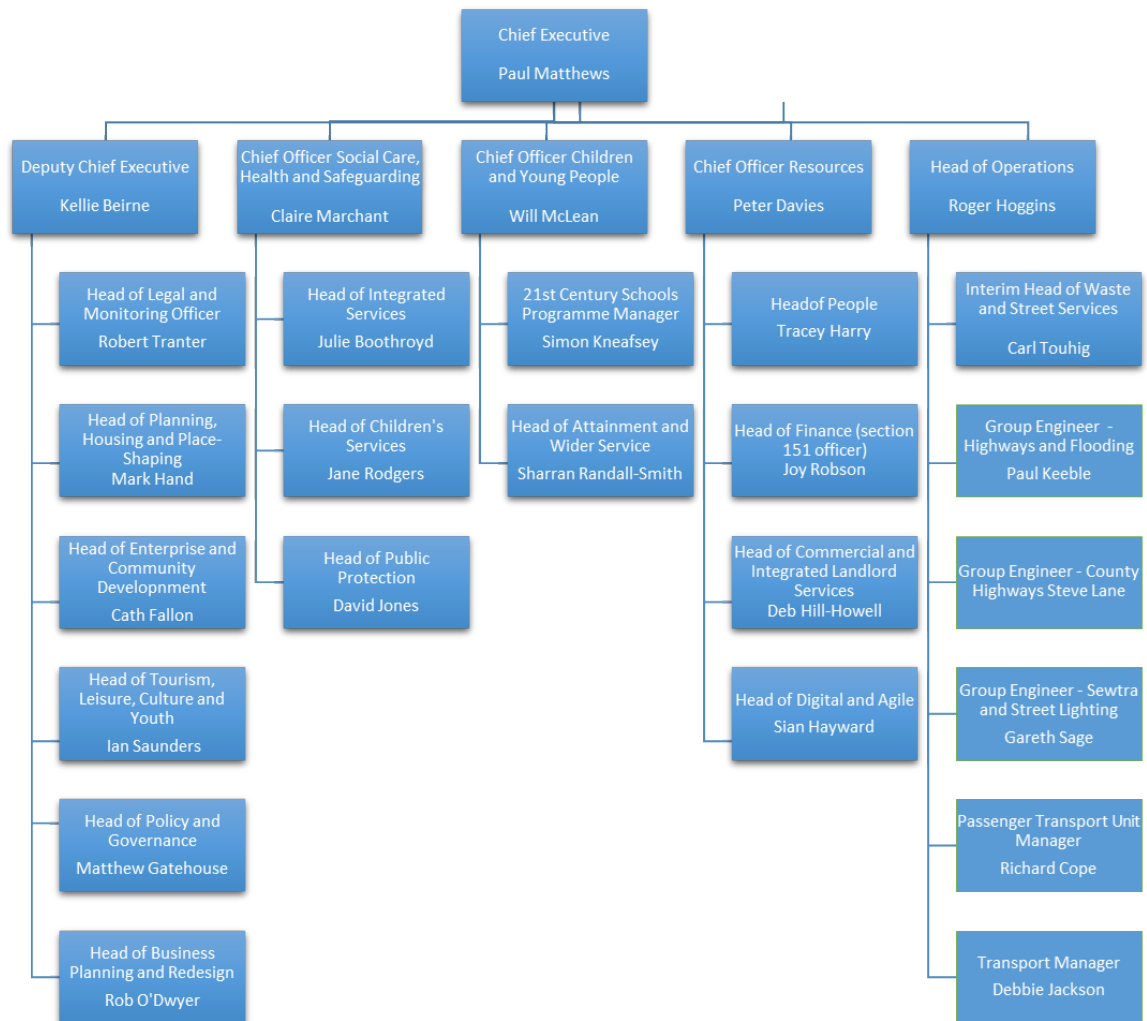 Chief Executive
Paul Matthews
Deputy Chief Executive
Kellie Beirne
Chief Officer Social Care,
Health and Safeguarding
Claire Marchant
Chief Officer Children
and Young People
Will McLean
Chief Officer Resources
Peter Davies
Head of Operations
Roger Hoggins
Head of Legal and
Monitoring Officer
Robert Tranter
Head of Planning,
Housing and Place-
Shaping
Mark Hand
Head of Enterprise and
Community
Developnment
Cath Fallon
Head of Tourism,
Leisure, Culture and
Youth
Ian Saunders
Head of Policy and
Governance
Matthew Gatehouse
Head of Business
Planning and Redesign
Rob O'Dwyer
Head of Integrated
Services
Julie Boothroyd
Head of Children's
Services
Jane Rodgers
Head of Public
Protection
David Jones
21st Century Schools
Programme Manager
Simon Kneafsey
Head of Attainment and
Wider Service
Sharran Randall-Smith
Headof People
Tracey Harry
Head of Finance (section
151 officer)
Joy Robson
Head of Commercial and
Integrated Landlord
Services
Deb Hill-Howell
Head of Digital and Agile
Sian Hayward
Interim Head of Waste
and Street Services
Carl Touhig
Group Engineer -
Highways and Flooding
Paul Keeble
Group Engineer - County
Highways Steve Lane
Group Engineer - Sewtra
and Street Lighting
Gareth Sage
Passenger Transport Unit
Manager
Richard Cope
Transport Manager
Debbie Jackson